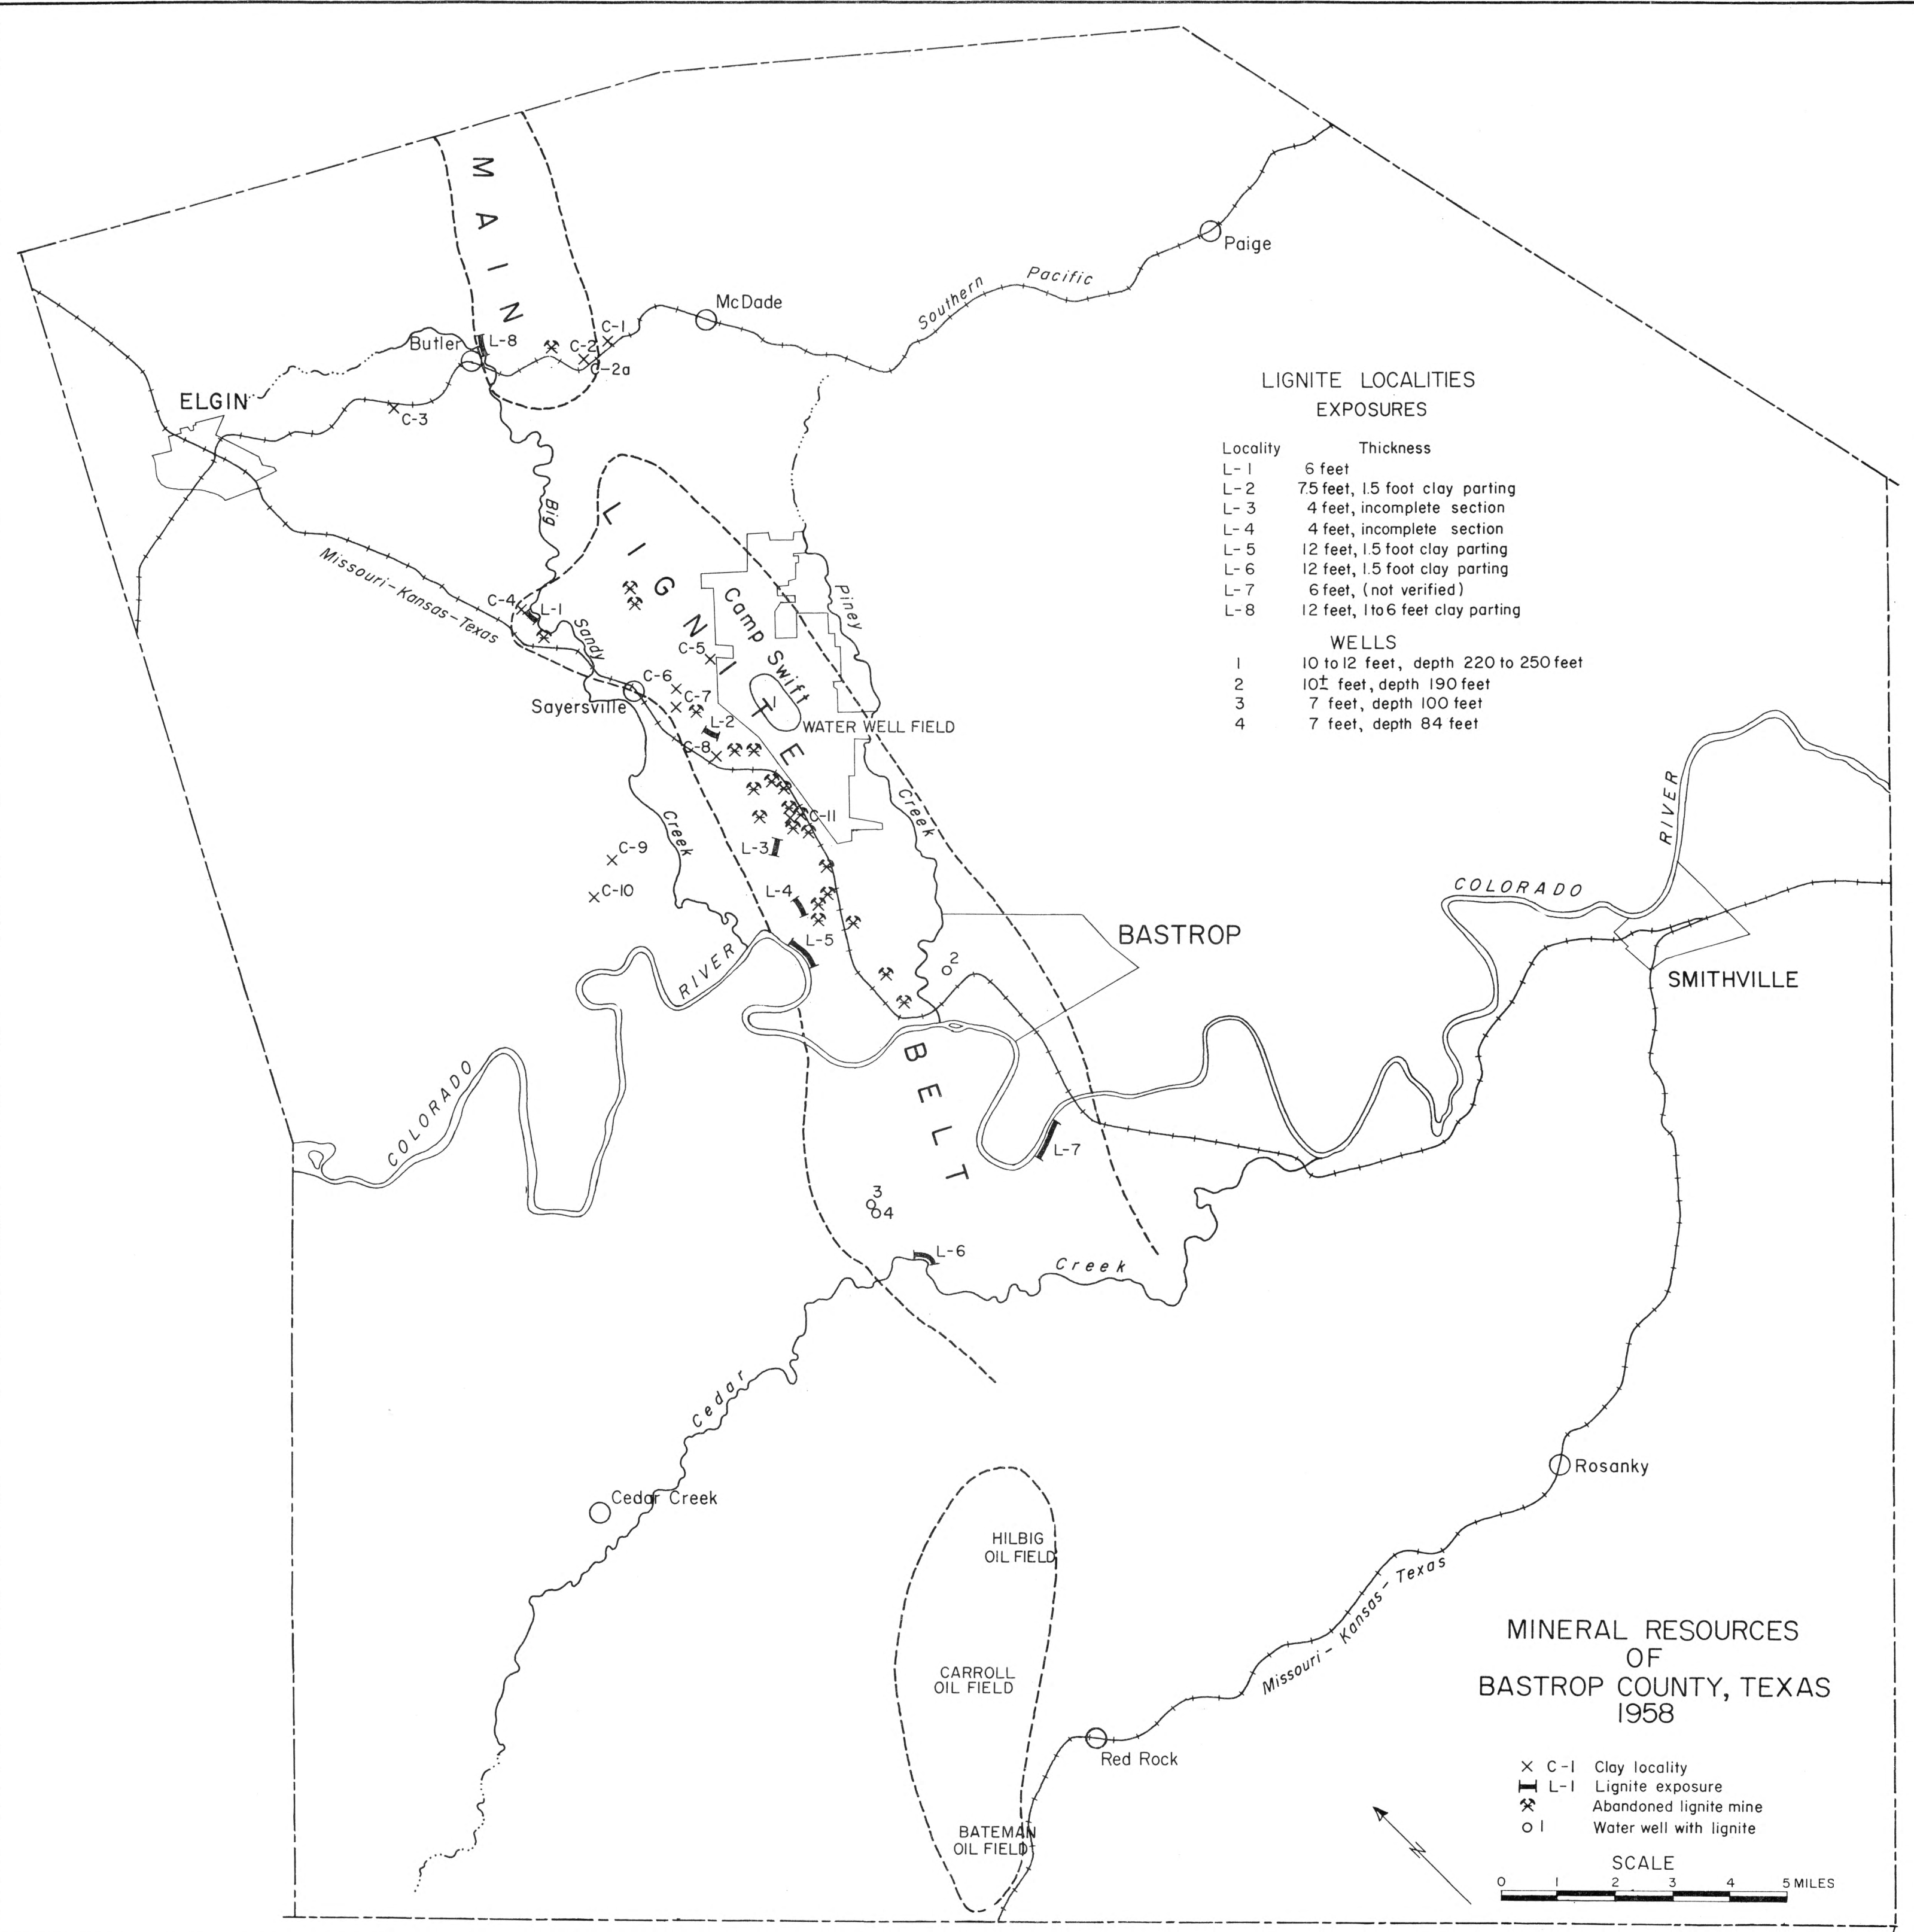 MAIN
Paige
Southern Pacific
McDade
C-1
Butler
L-8
C-2
C-2a
ELGIN
C-3
LIGNITE LOCALITIES
EXPOSURES
Locality Thickness
L-1 6 feet
L-2 7.5 feet, 1.5 foot clay parting
L-3 4 feet, incomplete section
L-4 4 feet, incomplete section
L-5 12 feet, 1.5 foot clay parting
L-6 12 feet, 1.5 foot clay parting
L-7 6 feet, (not verified)
L-8 12 feet, 1 to 6 feet clay parting
WELLS
1 10 to 12 feet, depth 220 to 250 feet
2 10± feet, depth 190 feet
3 7 feet, depth 100 feet
4 7 feet, depth 84 feet
LIGNITE
Big
Sandy
Creek
Missouri-Kansas-Texas
Camp Swift
Piney
Creek
C-4
L-1
C-5
C-6
C-7
Sayersville
1
L-2
WATER WELL FIELD
C-8
C-11
L-3
C-9
C-10
L-4
L-5
RIVER
COLORADO
BASTROP
2
RIVER
COLORADO
SMITHVILLE
BELT
L-7
3
4
L-6
Creek
Cedar
Cedar Creek
Rosanky
HILBIG
OIL FIELD
CARROLL
OIL FIELD
Missouri-Kansas-Texas
Red Rock
BATEMAN
OIL FIELD
MINERAL RESOURCES
OF
BASTROP COUNTY, TEXAS
1958
C-1 Clay locality
L-1 Lignite exposure
Abandoned lignite mine
1 Water well with lignite
N
SCALE
0 1 2 3 4 5 MILES